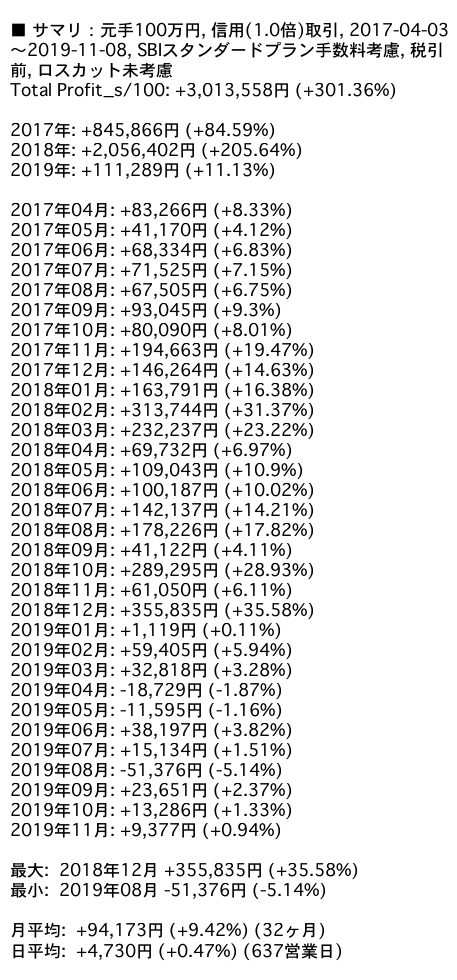 ■ サマリ：元手100万円, 信用(1.0倍)取引, 2017-04-03
～2019-11-08, SBIスタンダードプラン手数料考慮, 税引
前, ロスカット未考慮
Total Profit_s/100: +3,013,558円 (+301.36%)
2017年: +845,866円 (+84.59%)
2018年: +2,056,402円 (+205.64%)
2019年: +111,289円 (+11.13%)
2017年04月: +83,266円 (+8.33%)
2017年05月: +41,170円 (+4.12%)
2017年06月: +68,334円 (+6.83%)
2017年07月: +71,525円 (+7.15%)
2017年08月: +67,505円 (+6.75%)
2017年09月: +93,045円 (+9.3%)
2017年10月: +80,090円 (+8.01%)
2017年11月: +194,663円 (+19.47%)
2017年12月: +146,264円 (+14.63%)
2018年01月: +163,791円 (+16.38%)
2018年02月: +313,744円 (+31.37%)
2018年03月: +232,237円 (+23.22%)
2018年04月: +69,732円 (+6.97%)
2018年05月: +109,043円 (+10.9%)
2018年06月: +100,187円 (+10.02%)
2018年07月: +142,137円 (+14.21%)
2018年08月: +178,226円 (+17.82%)
2018年09月: +41,122円 (+4.11%)
2018年10月: +289,295円 (+28.93%)
2018年11月: +61,050円 (+6.11%)
2018年12月: +355,835円 (+35.58%)
2019年01月: +1,119円 (+0.11%)
2019年02月: +59,405円 (+5.94%)
2019年03月: +32,818円 (+3.28%)
2019年04月: -18,729円 (-1.87%)
2019年05月: -11,595円 (-1.16%)
2019年06月: +38,197円 (+3.82%)
2019年07月: +15,134円 (+1.51%)
2019年08月: -51,376円 (-5.14%)
2019年09月: +23,651円 (+2.37%)
2019年10月: +13,286円 (+1.33%)
2019年11月: +9,377円 (+0.94%)
最大: 2018年12月 +355,835円 (+35.58%)
最小: 2019年08月 -51,376円 (-5.14%)
月平均: +94,173円 (+9.42%) (32ヶ月)
日平均: +4,730円 (+0.47%) (637営業日)